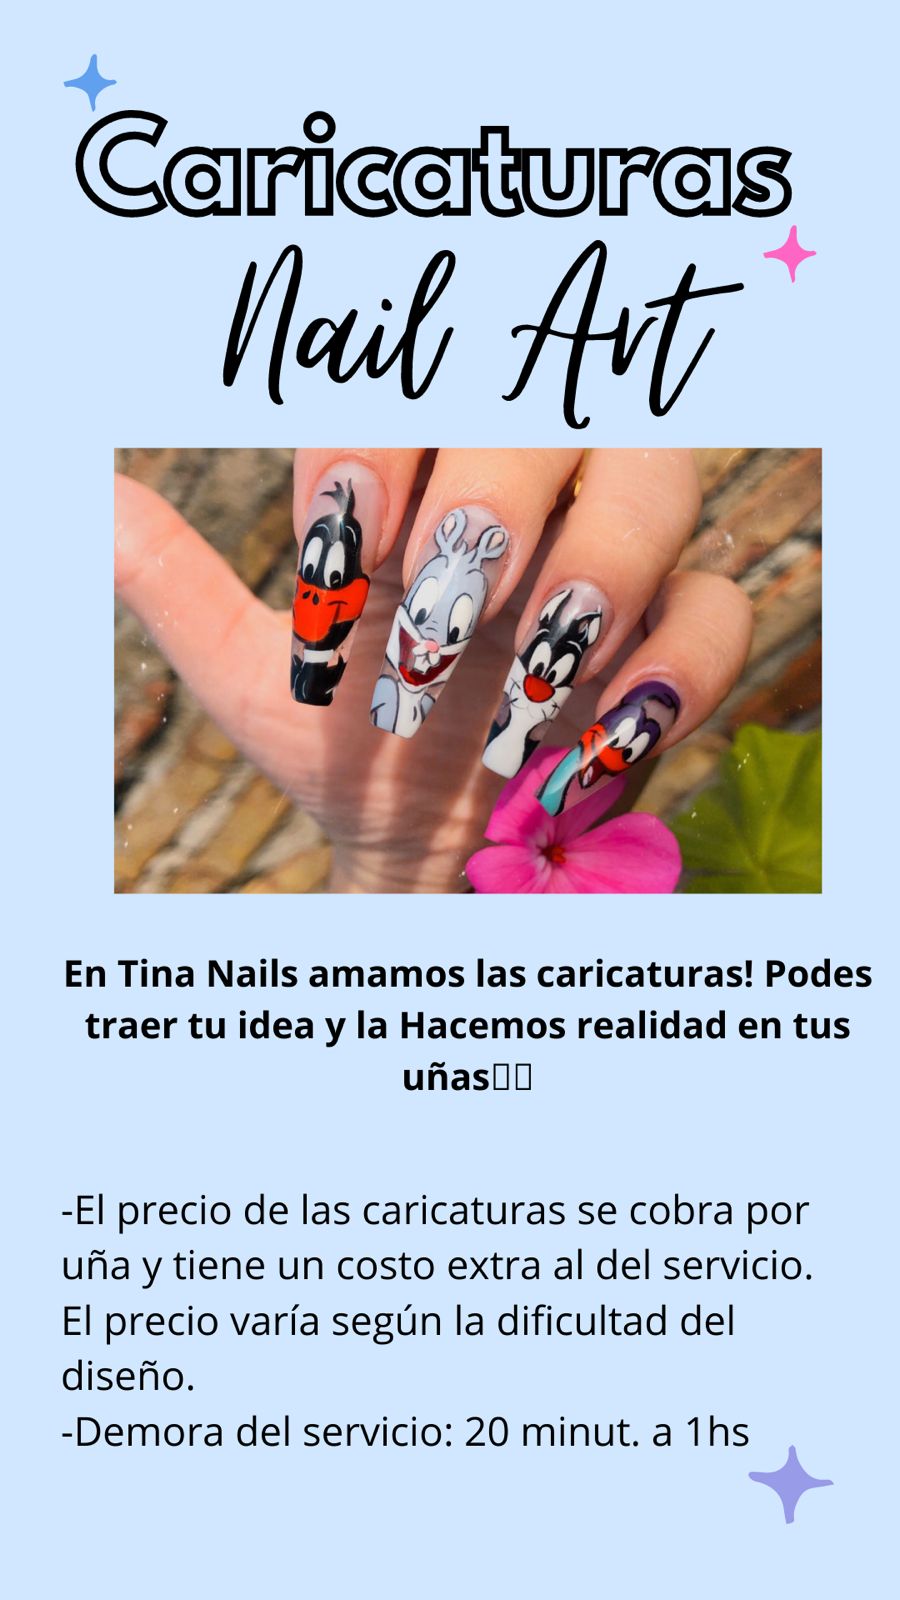 Caricaturas
Nail Art
En Tina Nails amamos las caricaturas! Podes
traer tu idea y la Hacemos realidad en tus
uñas
-El precio de las caricaturas se cobra por
uña y tiene un costo extra al del servicio.
El precio varía según la dificultad del
diseño.
-Demora del servicio: 20 minut. a 1hs